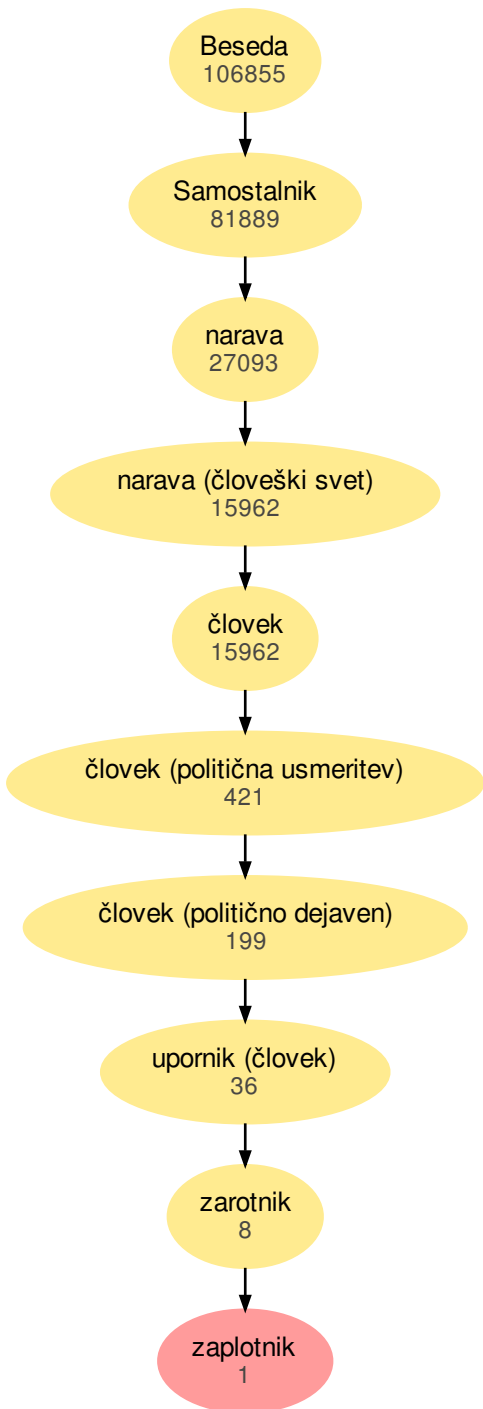 Beseda
106855
Samostalnik
81889
narava
27093
narava (človeški svet)
15962
človek
15962
človek (politična usmeritev)
421
človek (politično dejaven)
199
upornik (človek)
36
zarotnik
8
zaplotnik
1